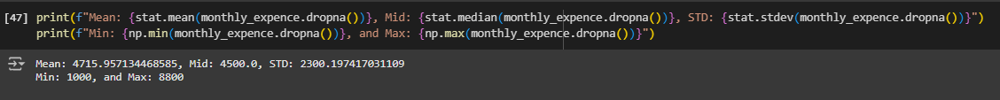 [47] print(f"Mean: {stat.mean(monthly_expence.dropna())}, Mid: {stat.median(monthly_expence.dropna())}, STD: {stat.stdev(monthly_expence.dropna())}")
print(f"Min: {np.min(monthly_expence.dropna())}, and Max: {np.max(monthly_expence.dropna())}")
Mean: 4715.957134468585, Mid: 4500.0, STD: 2300.197417031109
Min: 1000, and Max: 8800